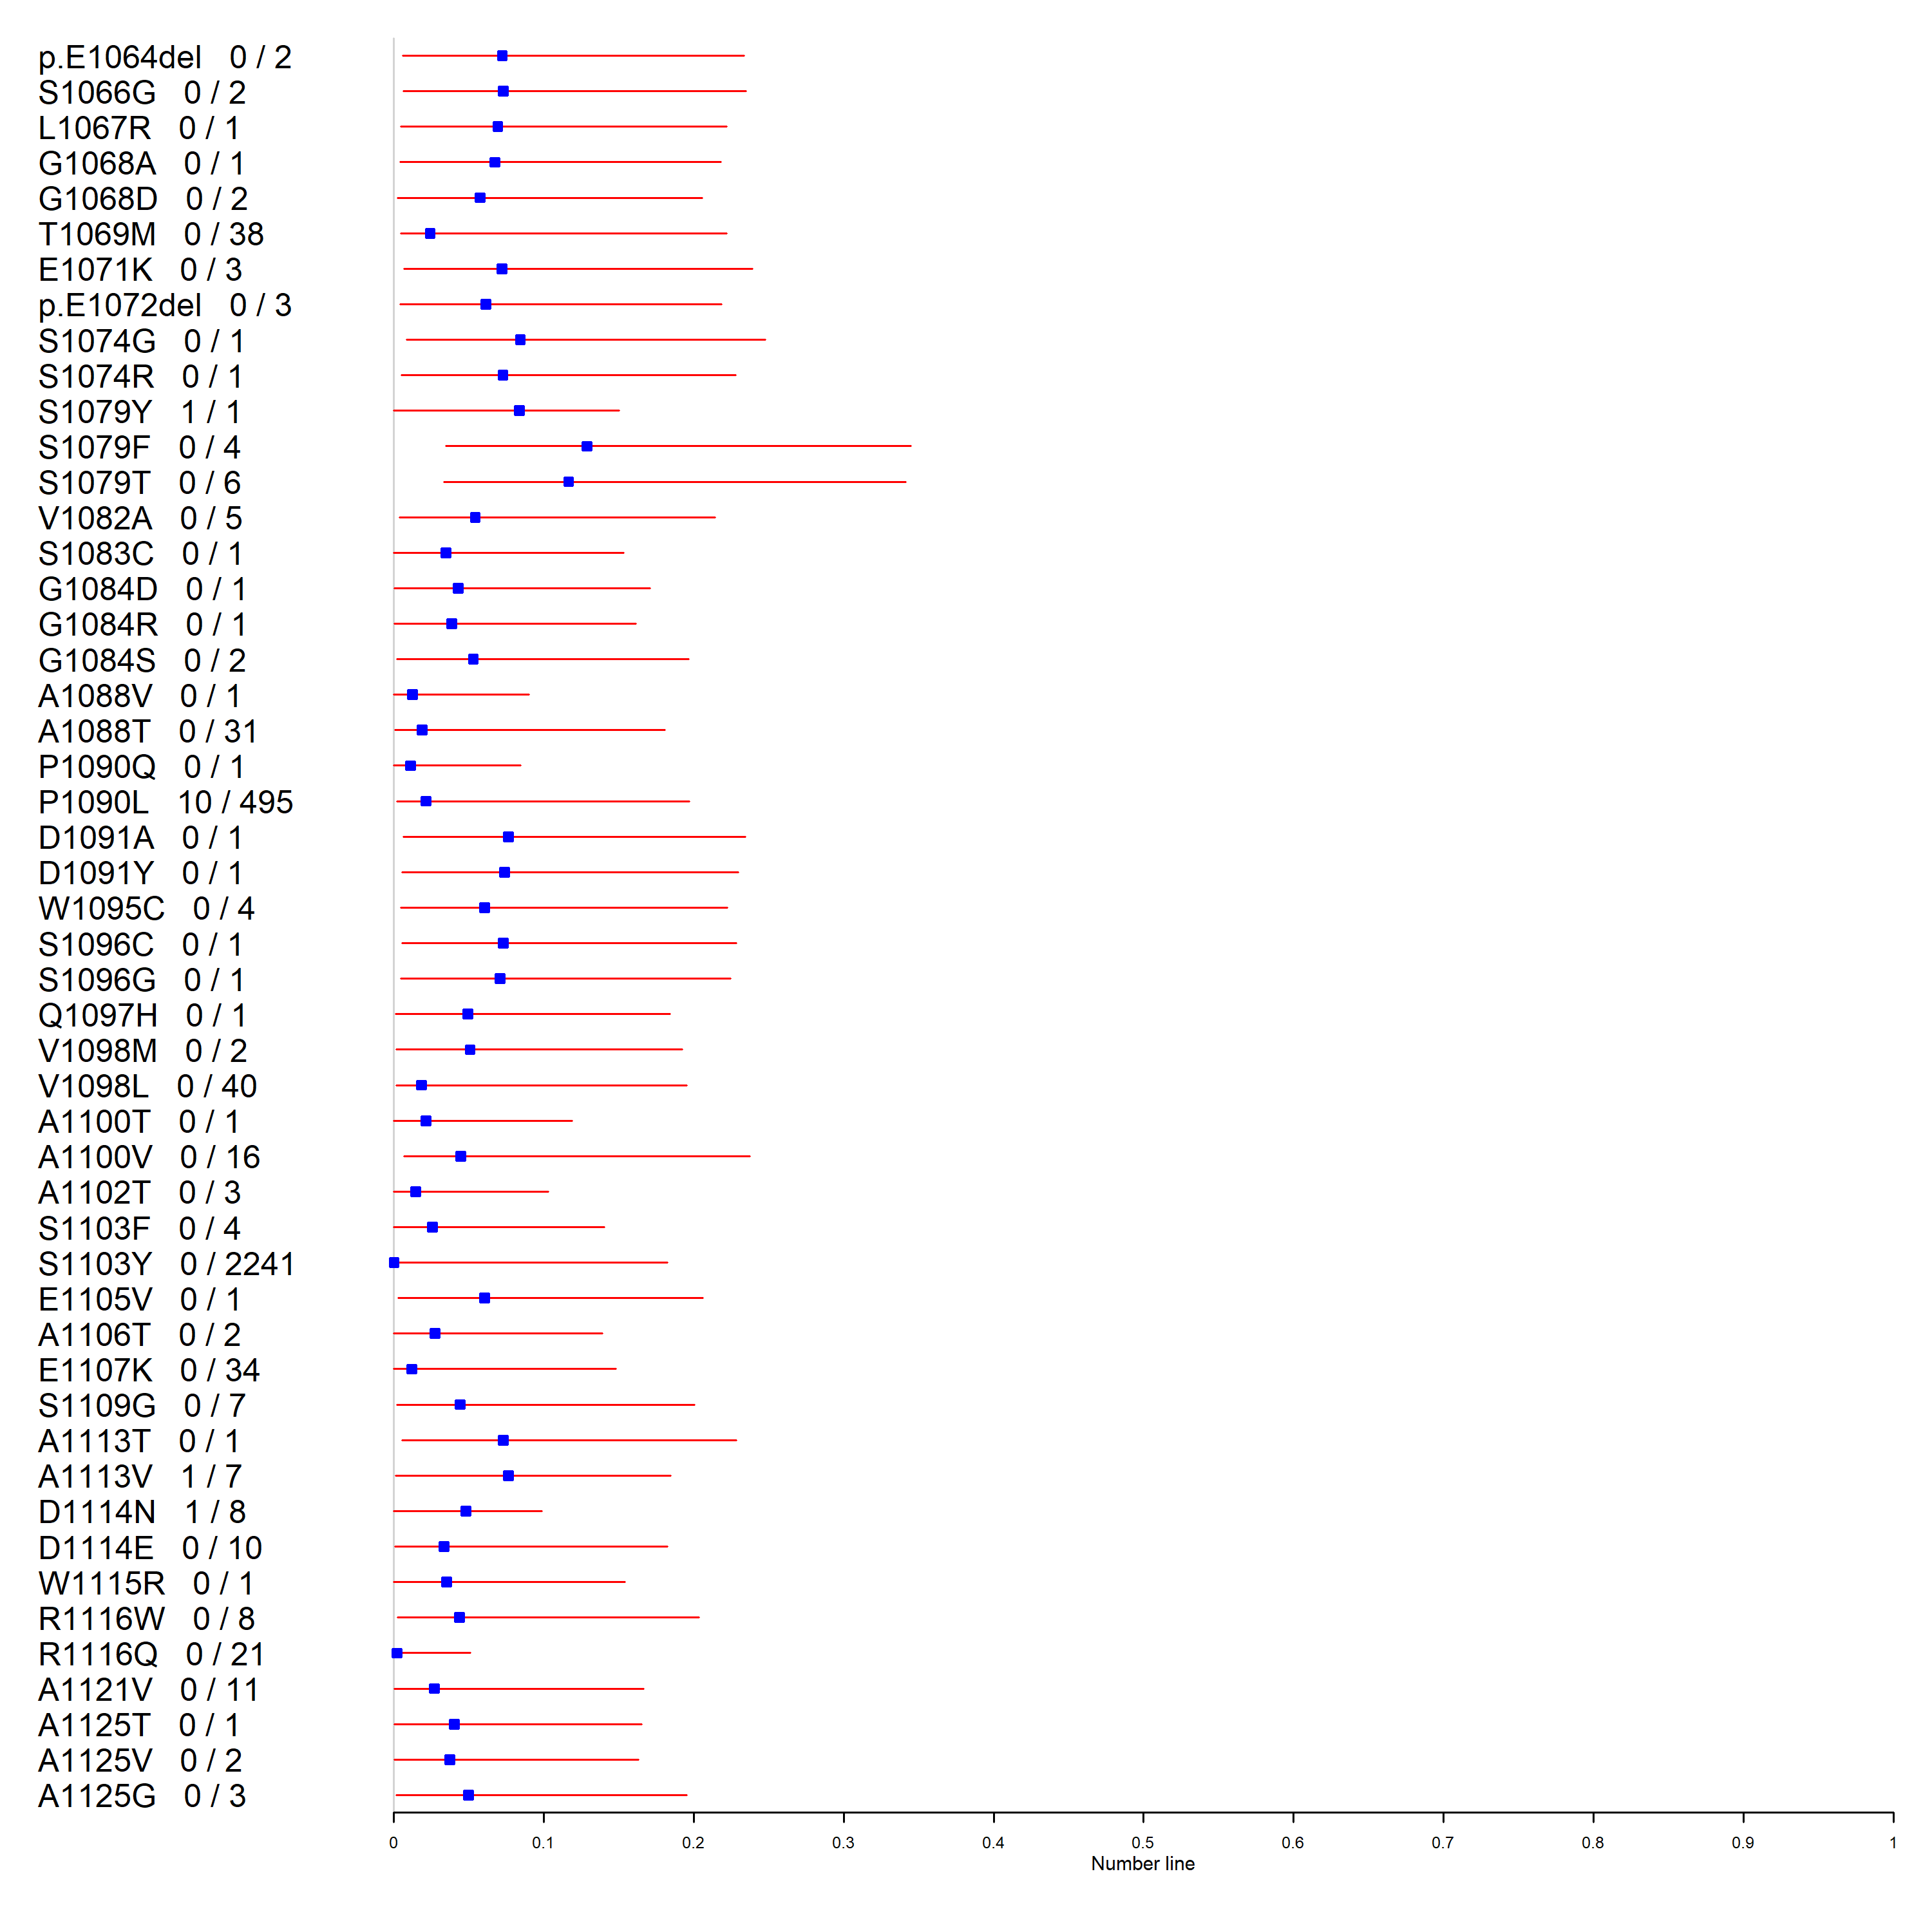 p.E1064del 0 / 2
S1066G 0 / 2
L1067R 0 / 1
G1068A 0 / 1
G1068D 0 / 2
T1069M 0 / 38
E1071K 0 / 3
p.E1072del 0 / 3
S1074G 0 / 1
S1074R 0 / 1
S1079Y 1 / 1
S1079F 0 / 4
S1079T 0 / 6
V1082A 0 / 5
S1083C 0 / 1
G1084D 0 / 1
G1084R 0 / 1
G1084S 0 / 2
A1088V 0 / 1
A1088T 0 / 31
P1090Q 0 / 1
P1090L 10 / 495
D1091A 0 / 1
D1091Y 0 / 1
W1095C 0 / 4
S1096C 0 / 1
S1096G 0 / 1
Q1097H 0 / 1
V1098M 0 / 2
V1098L 0 / 40
A1100T 0 / 1
A1100V 0 / 16
A1102T 0 / 3
S1103F 0 / 4
S1103Y 0 / 2241
E1105V 0 / 1
A1106T 0 / 2
E1107K 0 / 34
S1109G 0 / 7
A1113T 0 / 1
A1113V 1 / 7
D1114N 1 / 8
D1114E 0 / 10
W1115R 0 / 1
R1116W 0 / 8
R1116Q 0 / 21
A1121V 0 / 11
A1125T 0 / 1
A1125V 0 / 2
A1125G 0 / 3
0 0.1 0.2 0.3 0.4 0.5 0.6 0.7 0.8 0.9 1
Number line